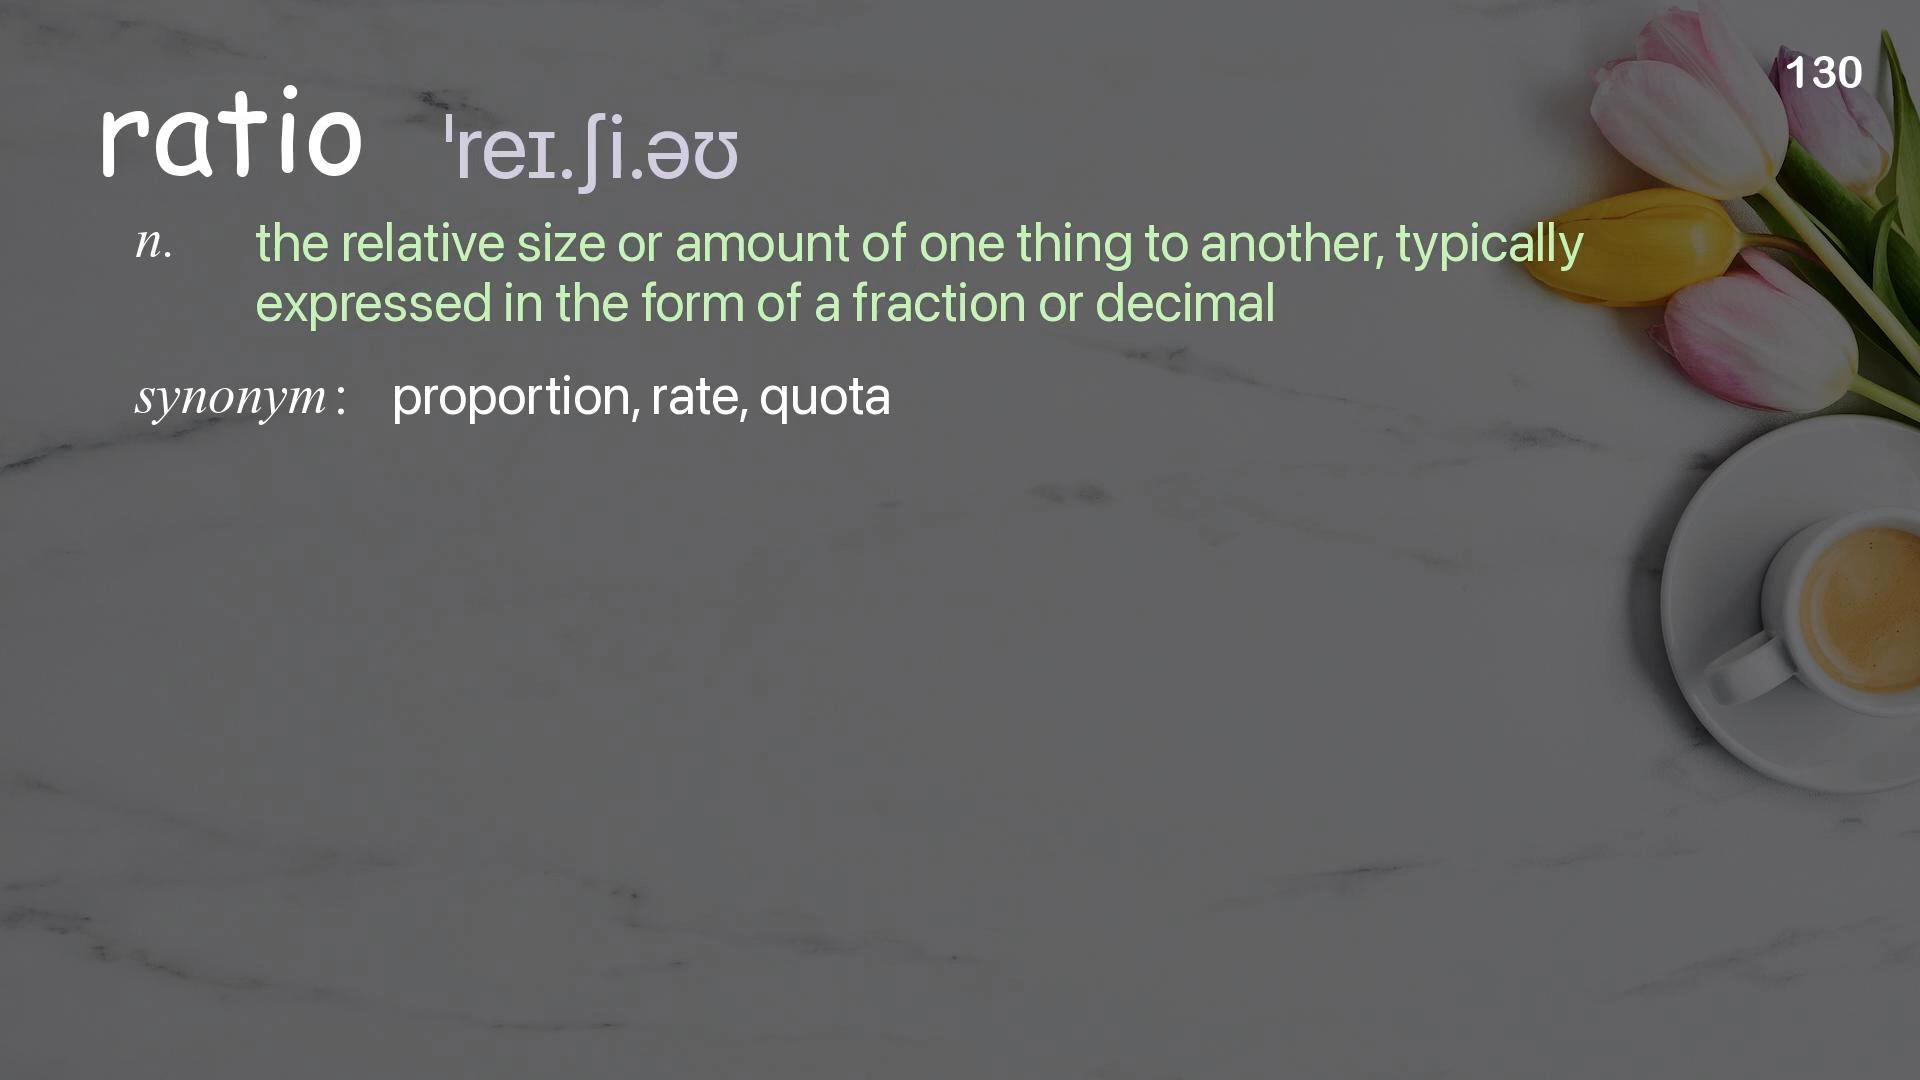 130
ratio ˈreɪ.ʃi.əʊ
n. the relative size or amount of one thing to another, typically
expressed in the form of a fraction or decimal
synonym: proportion, rate, quota